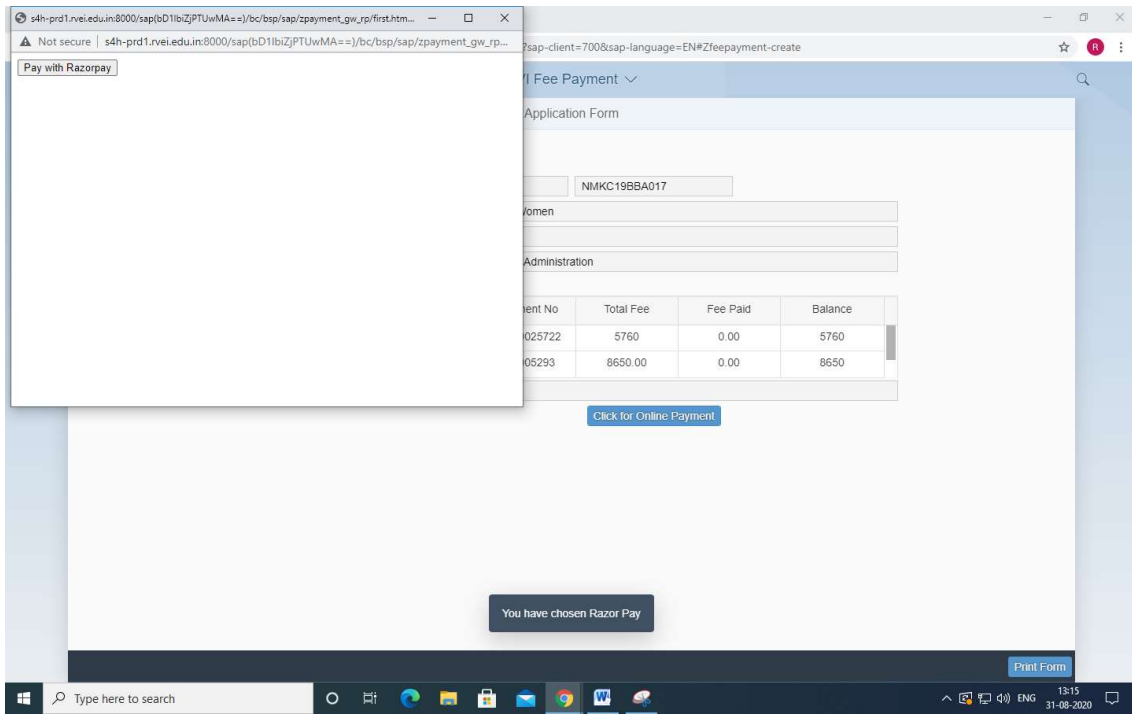 s4h-prd1.rvei.edu.in:8000/sap(bD1lbiZjPTUwMA==)/bc/bsp/sap/zpayment_gw_rp/first.htm...
Not secure | s4h-prd1.rvei.edu.in:8000/sap(bD1lbiZjPTUwMA==)/bc/bsp/sap/zpayment_gw_rp...
Pay with Razorpay
?sap-client=700&sap-language=EN#Zfeepayment-create
R
I Fee Payment
Application Form
NMKC19BBA017
Women
Administration
ment No Total Fee Fee Paid Balance
025722 5760 0.00 5760
05293 8650.00 0.00 8650
Click for Online Payment
You have chosen Razor Pay
Print Form
Type here to search
W
ENG
13:15
31-08-2020